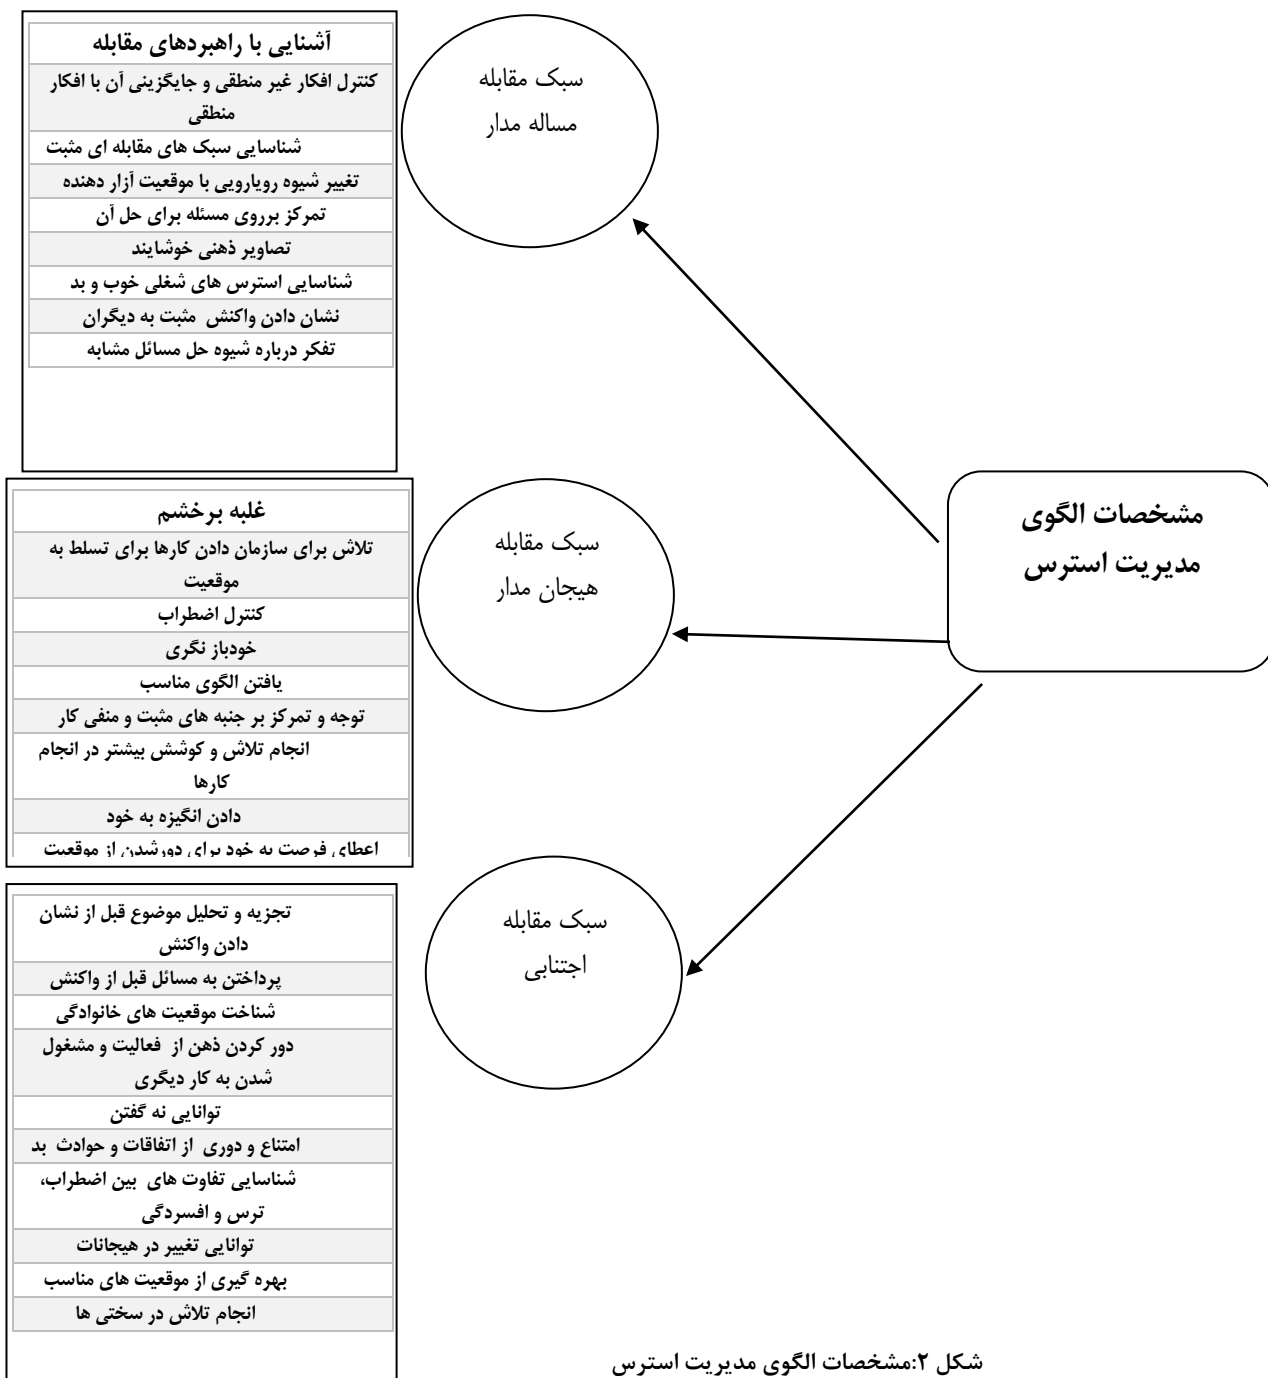 آشنایی با راهبردهای مقابله
کنترل افکار غیر منطقی و جایگزینی آن با افکار
منطقی
شناسایی سبک های مقابله ای مثبت
تغییر شیوه رویارویی با موقعیت آزار دهنده
تمرکز برروی مسئله برای حل آن
تصاویر ذهنی خوشایند
شناسایی استرس های شغلی خوب و بد
نشان دادن واکنش مثبت به دیگران
تفکر درباره شیوه حل مسائل مشابه
سبک مقابله
مساله مدار
مشخصات الگوی
مدیریت استرس
غلبه برخشم
تلاش برای سازمان دادن کارها برای تسلط به
موقعیت
کنترل اضطراب
خودباز نگری
یافتن الگوی مناسب
توجه و تمرکز بر جنبه های مثبت و منفی کار
انجام تلاش و کوشش بیشتر در انجام
کارها
دادن انگیزه به خود
اعطای فرصت به خود برای دورشدن از موقعیت
سبک مقابله
هیجان مدار
تجزیه و تحلیل موضوع قبل از نشان
دادن واکنش
پرداختن به مسائل قبل از واکنش
شناخت موقعیت های خانوادگی
دور کردن ذهن از فعالیت و مشغول
شدن به کار دیگری
توانایی نه گفتن
امتناع و دوری از اتفاقات و حوادث بد
شناسایی تفاوت های بین اضطراب،
ترس و افسردگی
توانایی تغییر در هیجانات
بهره گیری از موقعیت های مناسب
انجام تلاش در سختی ها
سبک مقابله
اجتنابی
شکل ۲:مشخصات الگوی مدیریت استرس